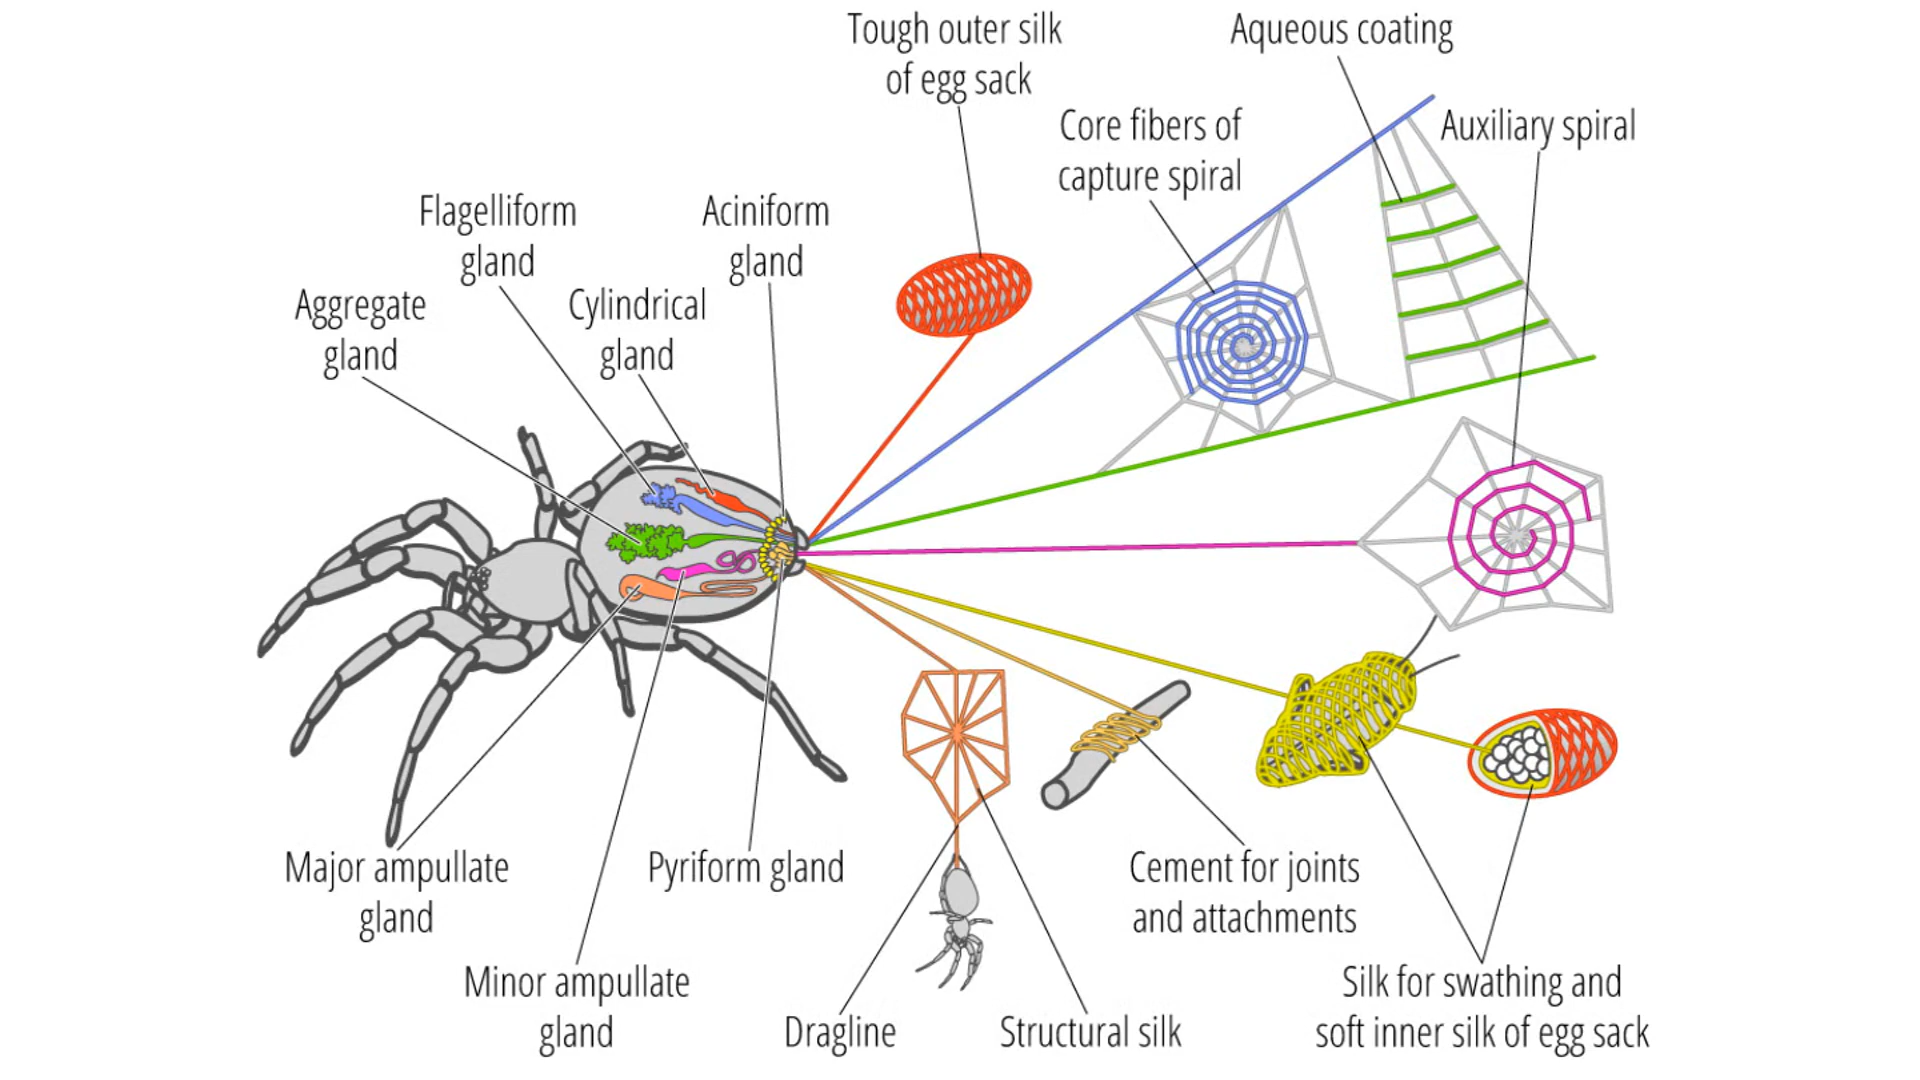 Tough outer silk
of egg sack
Aqueous coating
Core fibers of
capture spiral
Auxiliary spiral
Flagelliform
gland
Aciniform
gland
Aggregate
gland
Cylindrical
gland
Major ampullate
gland
Pyriform gland
Cement for joints
and attachments
Minor ampullate
gland
Dragline
Structural silk
Silk for swathing and
soft inner silk of egg sack